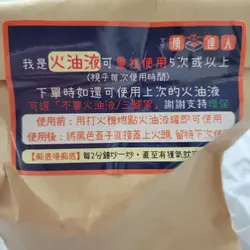 煲達人
我是火油液可重複使用5次或以上
(視乎每次使用時間)
下單時如還可使用上次的火油液
可選「不要火油液/三腳架」謝謝支持環保
使用前：用打火機燃點火油液罐即可使用
使用後：將黑色蓋子直接蓋上火頭，留待下次使
每2分鐘炒一炒，直至有鑊氣就